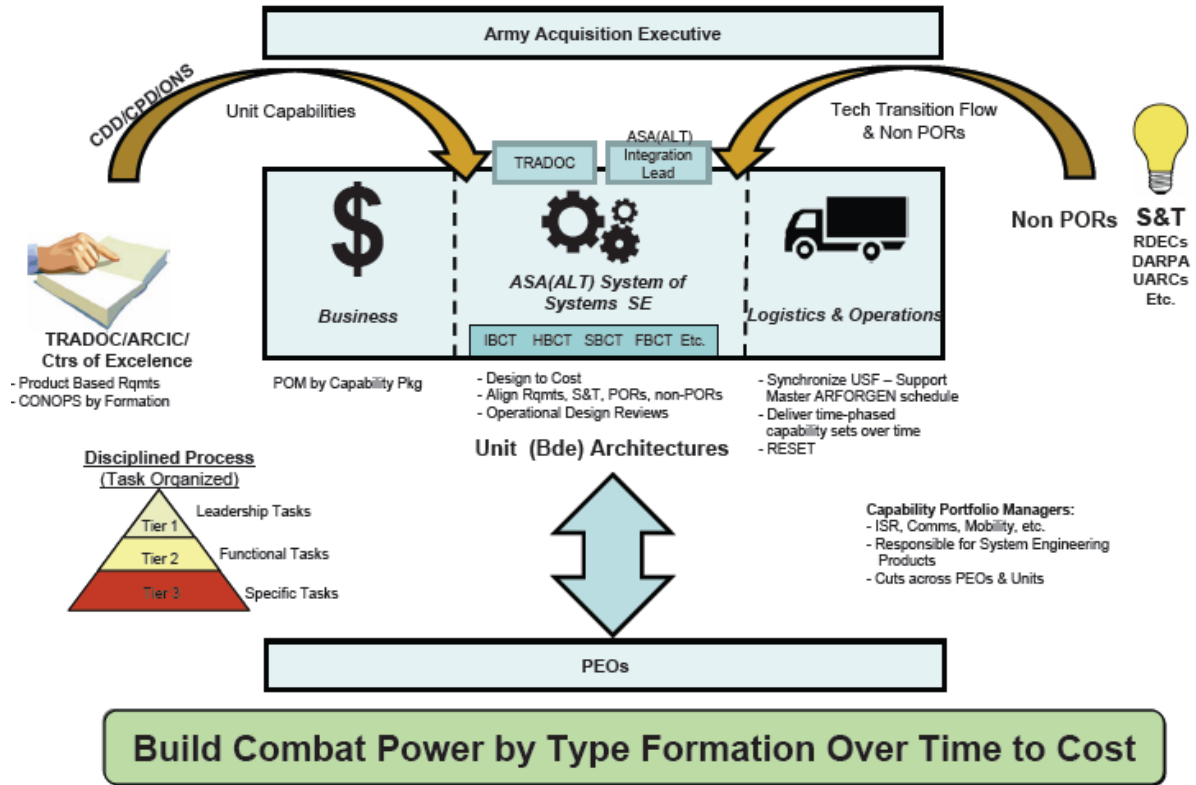 Army Acquisition Executive
CDD/CPD/ONS
Unit Capabilities
Tech Transition Flow
& Non PORs
TRADOC
ASA(ALT)
Integration
Lead
Non PORs
S&T
RDECs
DARPA
UARCs
Etc.
$
Business
ASA(ALT) System of
Systems SE
Logistics & Operations
IBCT HBCT SBCT FBCT Etc.
TRADOC/ARCIC/
Ctrs of Excelence
- Product Based Rqmts
- CONOPS by Formation
POM by Capability Pkg
- Design to Cost
- Align Rqmts, S&T, PORs, non-PORs
- Operational Design Reviews
- Synchronize USF – Support
Master ARFORGEN schedule
- Deliver time-phased
capability sets over time
- RESET
Unit (Bde) Architectures
Disciplined Process
(Task Organized)
Tier 1
Leadership Tasks
Tier 2
Functional Tasks
Tier 3
Specific Tasks
Capability Portfolio Managers:
- ISR, Comms, Mobility, etc.
- Responsible for System Engineering
Products
- Cuts across PEOs & Units
PEOs
Build Combat Power by Type Formation Over Time to Cost